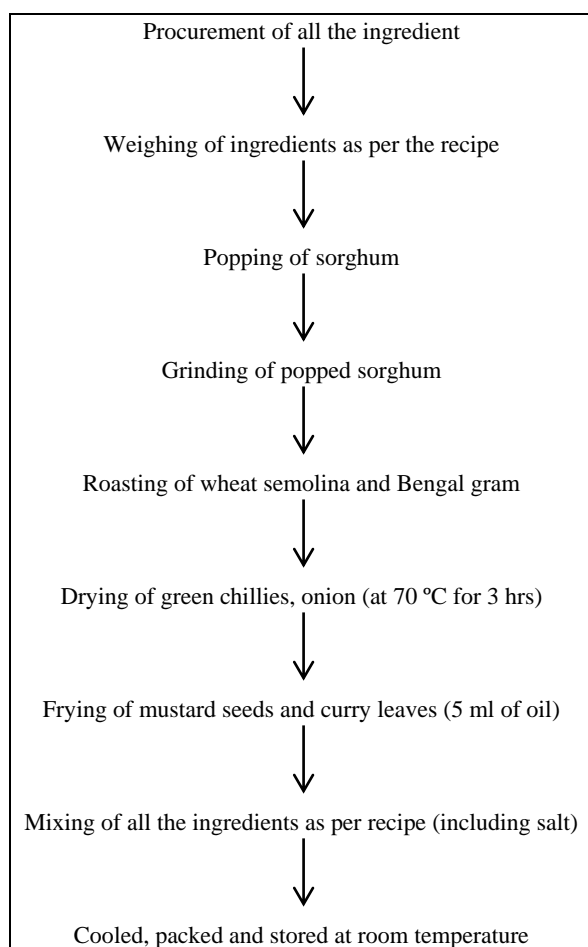 Procurement of all the ingredient
Weighing of ingredients as per the recipe
Popping of sorghum
Grinding of popped sorghum
Roasting of wheat semolina and Bengal gram
Drying of green chillies, onion (at 70 ºC for 3 hrs)
Frying of mustard seeds and curry leaves (5 ml of oil)
Mixing of all the ingredients as per recipe (including salt)
Cooled, packed and stored at room temperature